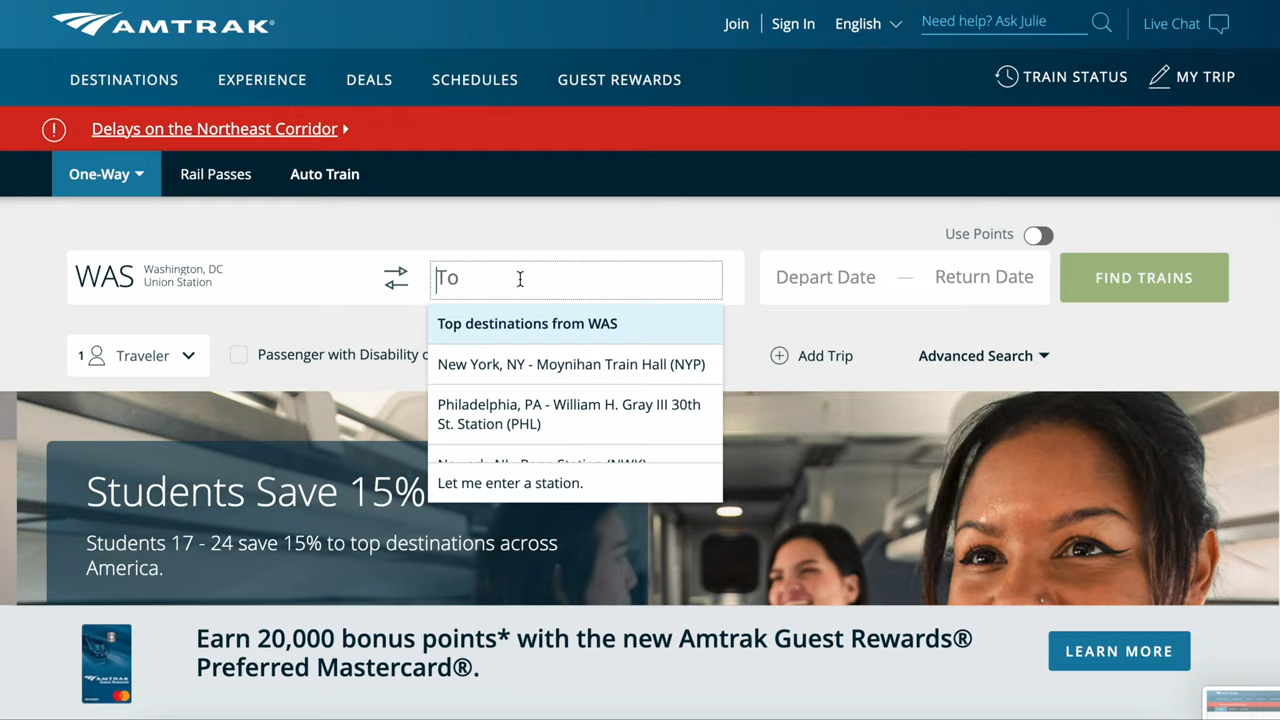 AMTRAK
Join
Sign In
English
Need help? Ask Julie
Live Chat
DESTINATIONS
EXPERIENCE
DEALS
SCHEDULES
GUEST REWARDS
TRAIN STATUS
MY TRIP
Delays on the Northeast Corridor
One-Way
Rail Passes
Auto Train
Use Points
WAS
Washington, DC
Union Station
To
Depart Date — Return Date
FIND TRAINS
Top destinations from WAS
New York, NY - Moynihan Train Hall (NYP)
Philadelphia, PA - William H. Gray III 30th
St. Station (PHL)
Newark, NJ - Penn Station (NWK)
Let me enter a station.
1 Traveler
Passenger with Disability
Add Trip
Advanced Search
Students Save 15%
Students 17 - 24 save 15% to top destinations across
America.
Earn 20,000 bonus points* with the new Amtrak Guest Rewards®
Preferred Mastercard®.
LEARN MORE